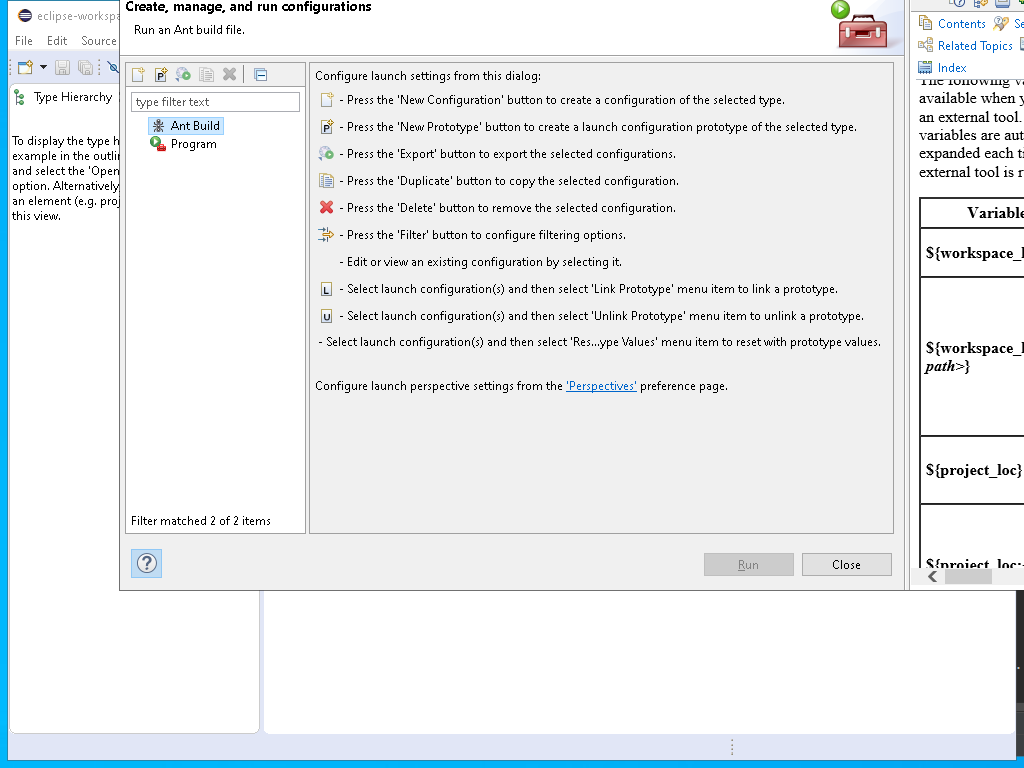 eclipse-workspa
File Edit Source
Type Hierarchy
To display the type h
example in the outlin
and select the 'Open
option. Alternatively
an element (e.g. proj
this view.
Create, manage, and run configurations
Run an Ant build file.
type filter text
Ant Build
Program
Filter matched 2 of 2 items
Configure launch settings from this dialog:
- Press the 'New Configuration' button to create a configuration of the selected type.
P - Press the 'New Prototype' button to create a launch configuration prototype of the selected type.
- Press the 'Export' button to export the selected configurations.
- Press the 'Duplicate' button to copy the selected configuration.
- Press the 'Delete' button to remove the selected configuration.
- Press the 'Filter' button to configure filtering options.
- Edit or view an existing configuration by selecting it.
L - Select launch configuration(s) and then select 'Link Prototype' menu item to link a prototype.
U - Select launch configuration(s) and then select 'Unlink Prototype' menu item to unlink a prototype.
- Select launch configuration(s) and then select 'Res...ype Values' menu item to reset with prototype values.
Configure launch perspective settings from the 'Perspectives' preference page.
? Run Close
Contents Se
Related Topics
Index
The following va
available when y
an external tool.
variables are aut
expanded each ti
external tool is r
Variable
${workspace_l
${workspace_l
path>}
${project_loc}
${project_loc: